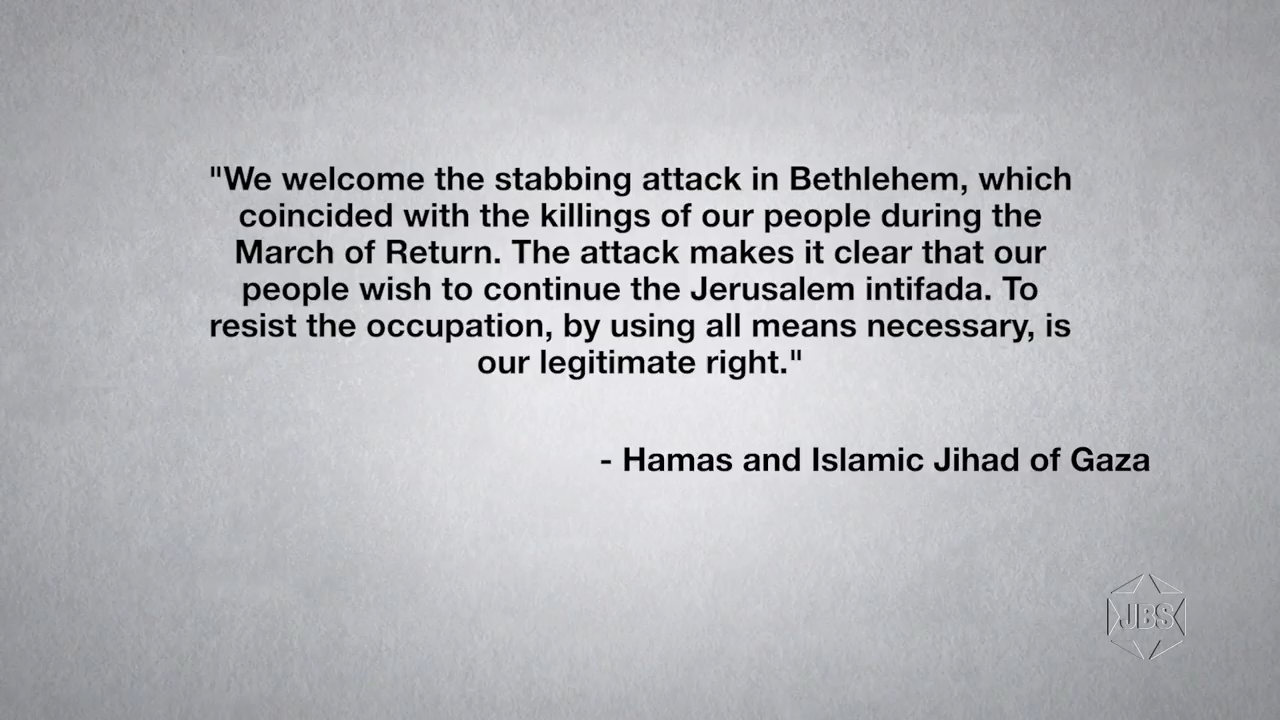 "We welcome the stabbing attack in Bethlehem, which
coincided with the killings of our people during the
March of Return. The attack makes it clear that our
people wish to continue the Jerusalem intifada. To
resist the occupation, by using all means necessary, is
our legitimate right."
- Hamas and Islamic Jihad of Gaza
JBS